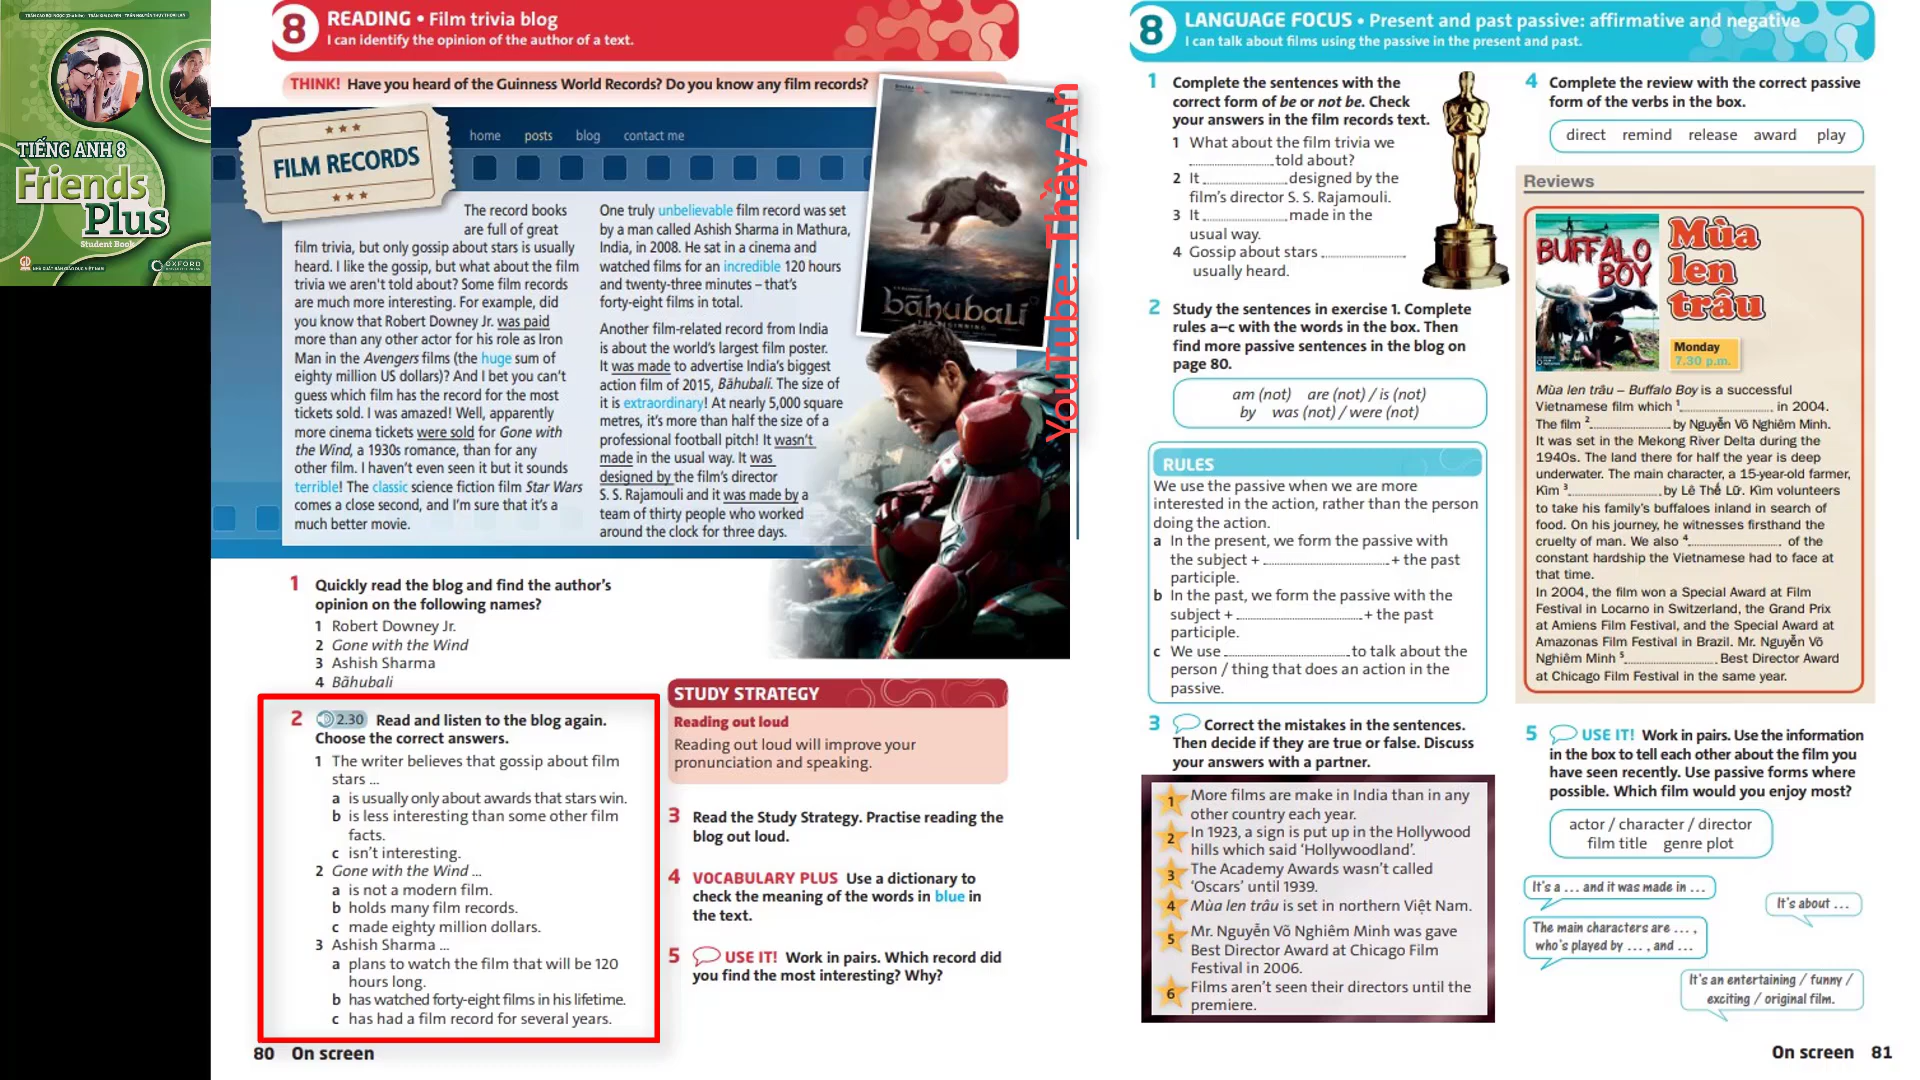 TIẾNG ANH 8
Friends
Plus
Student Book
NHÀ XUẤT BẢN GIÁO DỤC VIỆT NAM
OXFORD
8
READING • Film trivia blog
I can identify the opinion of the author of a text.
THINK! Have you heard of the Guinness World Records? Do you know any film records?
home posts blog contact me
FILM RECORDS
The record books
are full of great
film trivia, but only gossip about stars is usually
heard. I like the gossip, but what about the film
trivia we aren't told about? Some film records
are much more interesting. For example, did
you know that Robert Downey Jr. was paid
more than any other actor for his role as Iron
Man in the Avengers films (the huge sum of
eighty million US dollars)? And I bet you can't
guess which film has the record for the most
tickets sold. I was amazed! Well, apparently
more cinema tickets were sold for Gone with
the Wind, a 1930s romance, than for any
other film. I haven't even seen it but it sounds
terrible! The classic science fiction film Star Wars
comes a close second, and I'm sure that it's a
much better movie.
One truly unbelievable film record was set
by a man called Ashish Sharma in Mathura,
India, in 2008. He sat in a cinema and
watched films for an incredible 120 hours
and twenty-three minutes – that's
forty-eight films in total.
Another film-related record from India
is about the world's largest film poster.
It was made to advertise India's biggest
action film of 2015, Bāhubali. The size of
it is extraordinary! At nearly 5,000 square
metres, it's more than half the size of a
professional football pitch! It wasn't
made in the usual way. It was
designed by the film's director
S. S. Rajamouli and it was made by a
team of thirty people who worked
around the clock for three days.
bāhubali
THE BEGINNING
YouTube: Thầy An
1 Quickly read the blog and find the author's
opinion on the following names?
1 Robert Downey Jr.
2 Gone with the Wind
3 Ashish Sharma
4 Bāhubali
2 2.30 Read and listen to the blog again.
Choose the correct answers.
1 The writer believes that gossip about film
stars ...
a is usually only about awards that stars win.
b is less interesting than some other film
facts.
c isn't interesting.
2 Gone with the Wind ...
a is not a modern film.
b holds many film records.
c made eighty million dollars.
3 Ashish Sharma ...
a plans to watch the film that will be 120
hours long.
b has watched forty-eight films in his lifetime.
c has had a film record for several years.
STUDY STRATEGY
Reading out loud
Reading out loud will improve your
pronunciation and speaking.
3 Read the Study Strategy. Practise reading the
blog out loud.
4 VOCABULARY PLUS Use a dictionary to
check the meaning of the words in blue in
the text.
5 USE IT! Work in pairs. Which record did
you find the most interesting? Why?
80 On screen
8
LANGUAGE FOCUS • Present and past passive: affirmative and negative
I can talk about films using the passive in the present and past.
1 Complete the sentences with the
correct form of be or not be. Check
your answers in the film records text.
1 What about the film trivia we
.................... told about?
2 It .................... designed by the
film's director S. S. Rajamouli.
3 It .................... made in the
usual way.
4 Gossip about stars ....................
usually heard.
2 Study the sentences in exercise 1. Complete
rules a–c with the words in the box. Then
find more passive sentences in the blog on
page 80.
am (not) are (not) / is (not)
by was (not) / were (not)
RULES
We use the passive when we are more
interested in the action, rather than the person
doing the action.
a In the present, we form the passive with
the subject + .................... + the past
participle.
b In the past, we form the passive with the
subject + .................... + the past
participle.
c We use .................... to talk about the
person / thing that does an action in the
passive.
3 Correct the mistakes in the sentences.
Then decide if they are true or false. Discuss
your answers with a partner.
1 More films are make in India than in any
other country each year.
2 In 1923, a sign is put up in the Hollywood
hills which said 'Hollywoodland'.
3 The Academy Awards wasn't called
'Oscars' until 1939.
4 Mùa len trâu is set in northern Việt Nam.
5 Mr. Nguyễn Võ Nghiêm Minh was gave
Best Director Award at Chicago Film
Festival in 2006.
6 Films aren't seen their directors until the
premiere.
4 Complete the review with the correct passive
form of the verbs in the box.
direct remind release award play
Reviews
BUFFALO
BOY
Mùa
len
trâu
Monday
7.30 p.m.
Mùa len trâu – Buffalo Boy is a successful
Vietnamese film which 1.................... in 2004.
The film 2.................... by Nguyễn Võ Nghiêm Minh.
It was set in the Mekong River Delta during the
1940s. The land there for half the year is deep
underwater. The main character, a 15-year-old farmer,
Kìm 3.................... by Lê Thế Lữ. Kìm volunteers
to take his family's buffaloes inland in search of
food. On his journey, he witnesses firsthand the
cruelty of man. We also 4.................... of the
constant hardship the Vietnamese had to face at
that time.
In 2004, the film won a Special Award at Film
Festival in Locarno in Switzerland, the Grand Prix
at Amiens Film Festival, and the Special Award at
Amazonas Film Festival in Brazil. Mr. Nguyễn Võ
Nghiêm Minh 5.................... Best Director Award
at Chicago Film Festival in the same year.
5 USE IT! Work in pairs. Use the information
in the box to tell each other about the film you
have seen recently. Use passive forms where
possible. Which film would you enjoy most?
actor / character / director
film title genre plot
It's a ... and it was made in ...
It's about ...
The main characters are ... ,
who's played by ... , and ...
It's an entertaining / funny /
exciting / original film.
On screen 81